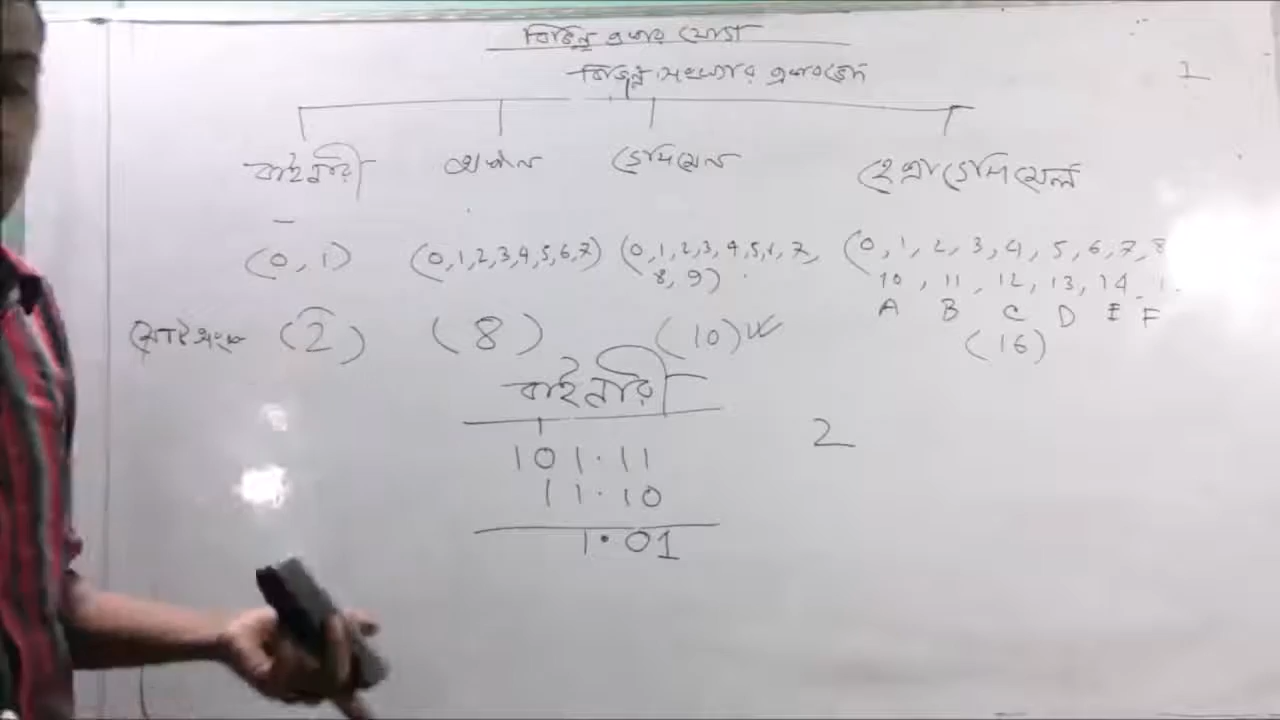 বিভিন্ন প্রকার যোগ
বিভিন্ন সংখ্যার প্রকারভেদ
1
বাইনারী অক্টাল ডেসিমেল হেক্সাডেসিমেল
(0, 1) (0,1,2,3,4,5,6,7) (0,1,2,3,4,5,6,7, (0, 1, 2, 3, 4, 5, 6, 7, 8
8, 9) 10, 11, 12, 13, 14, 1
A B C D E F
মোট অংক (2) (8) (10) (16)
বাইনারি
2
101.11
11.10
1.01